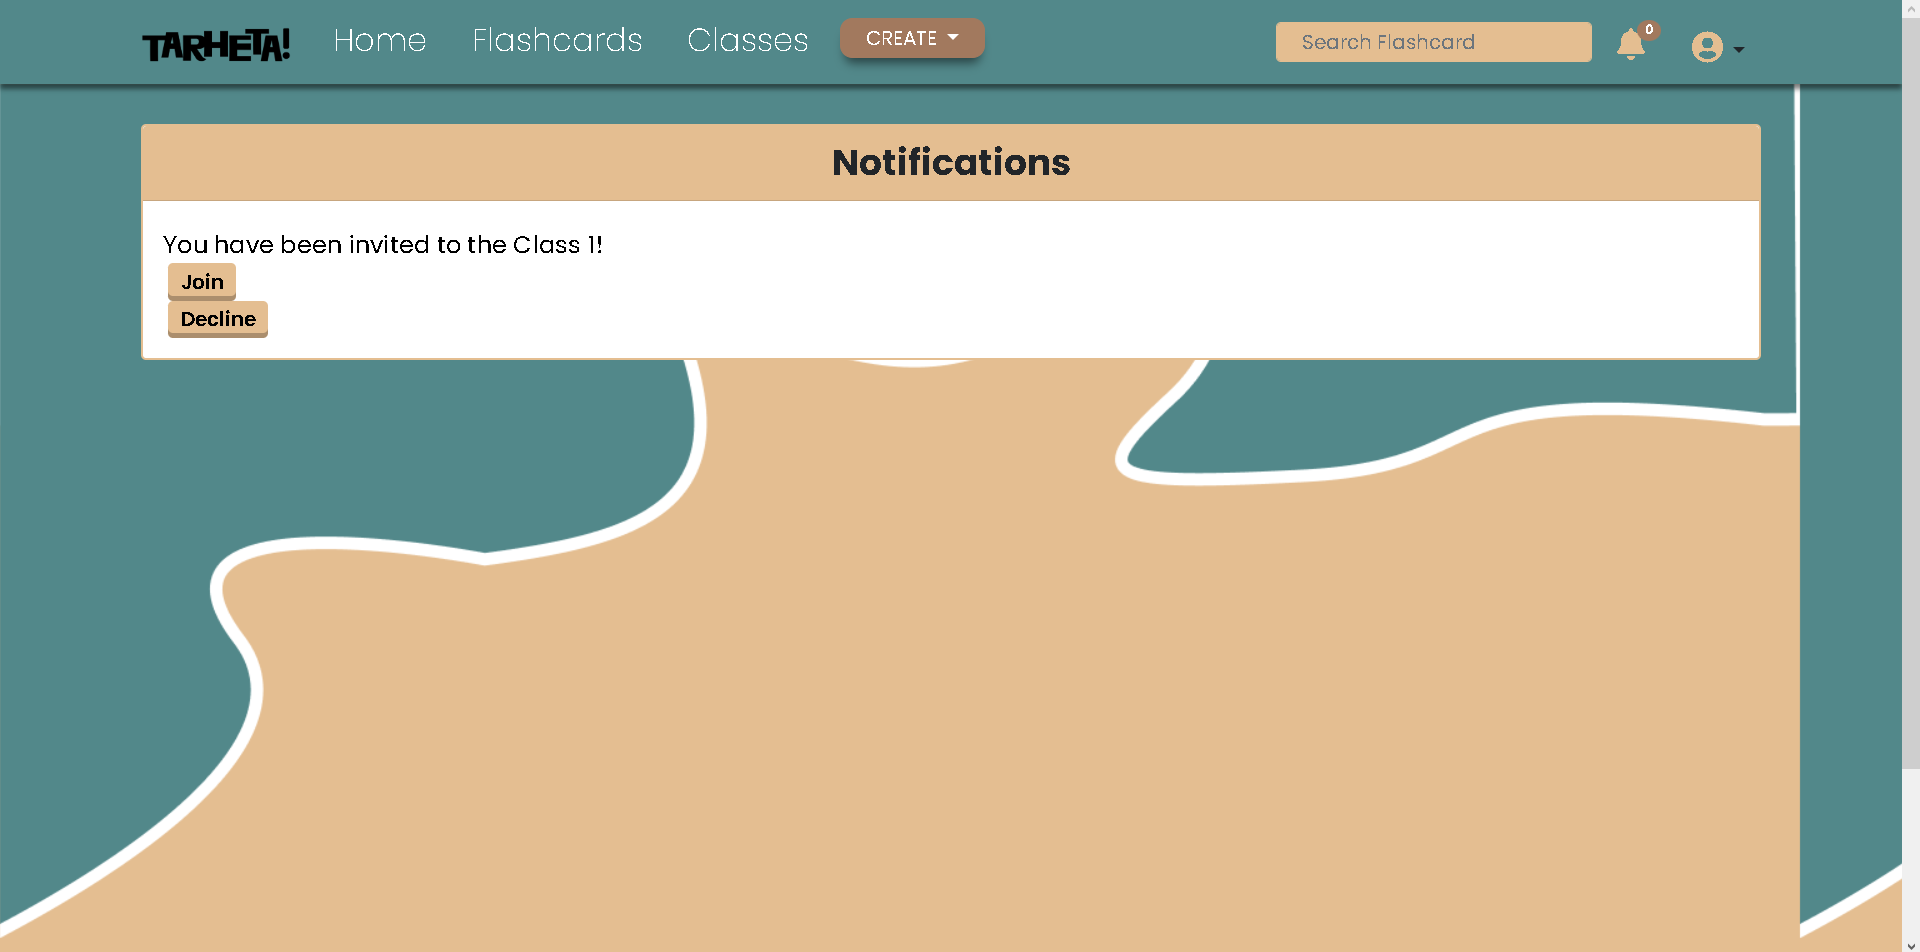 TARHETA! Home Flashcards Classes CREATE Search Flashcard 0
Notifications
You have been invited to the Class 1!
Join
Decline